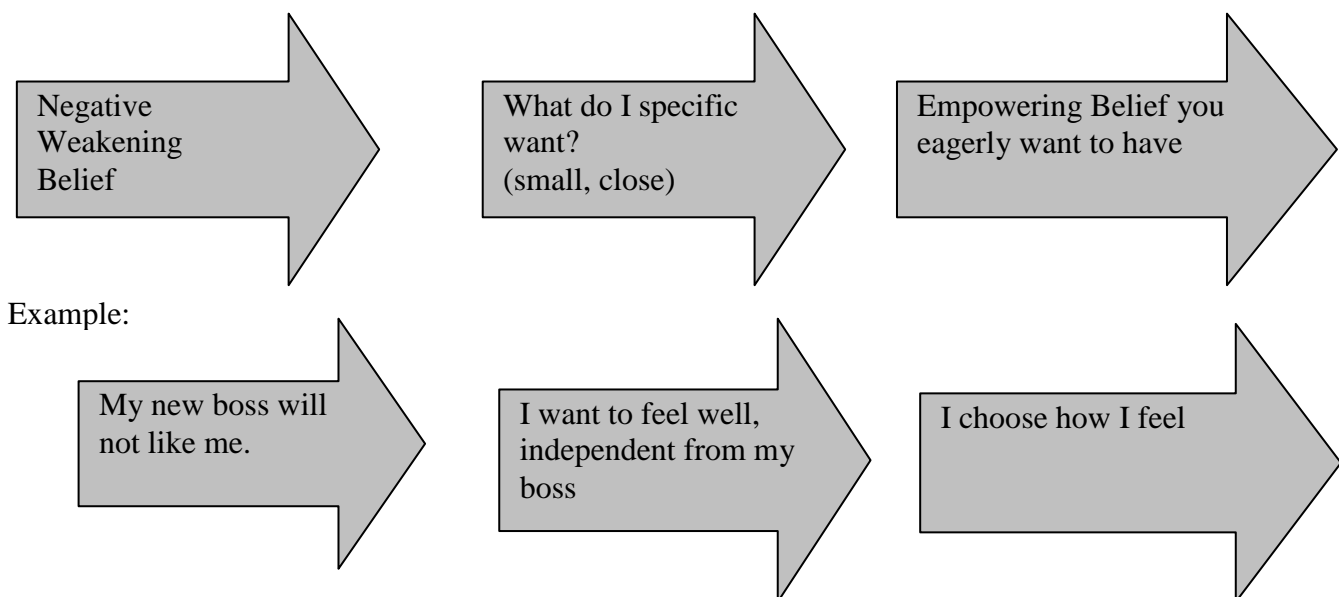 Negative
Weakening
Belief
What do I specific
want?
(small, close)
Empowering Belief you
eagerly want to have
Example:
My new boss will
not like me.
I want to feel well,
independent from my
boss
I choose how I feel